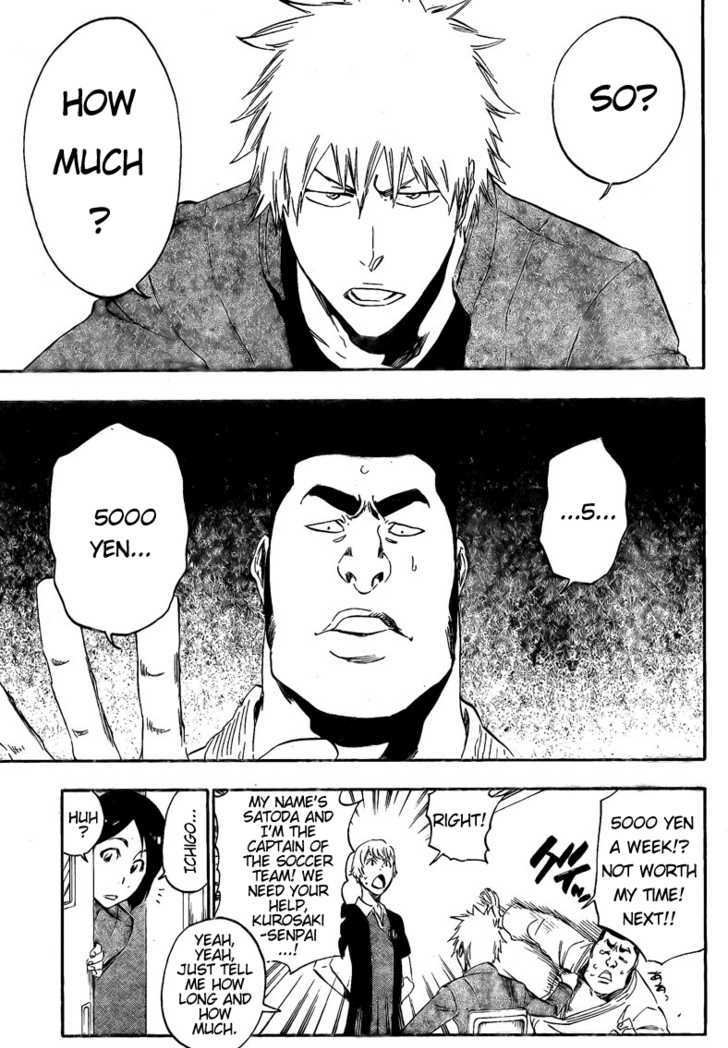 SO?
HOW
MUCH
?
...5...
5000
YEN...
5000 YEN
A WEEK!?
NOT WORTH
MY TIME!
NEXT!!
RIGHT!
MY NAME'S
SATODA AND
I'M THE
CAPTAIN
OF THE
SOCCER
TEAM! WE
NEED YOUR
HELP,
KUROSAKI
-SENPAI
...!
YEAH,
YEAH,
JUST TELL
ME HOW
LONG AND
HOW
MUCH.
ICHIGO...
HUH
?